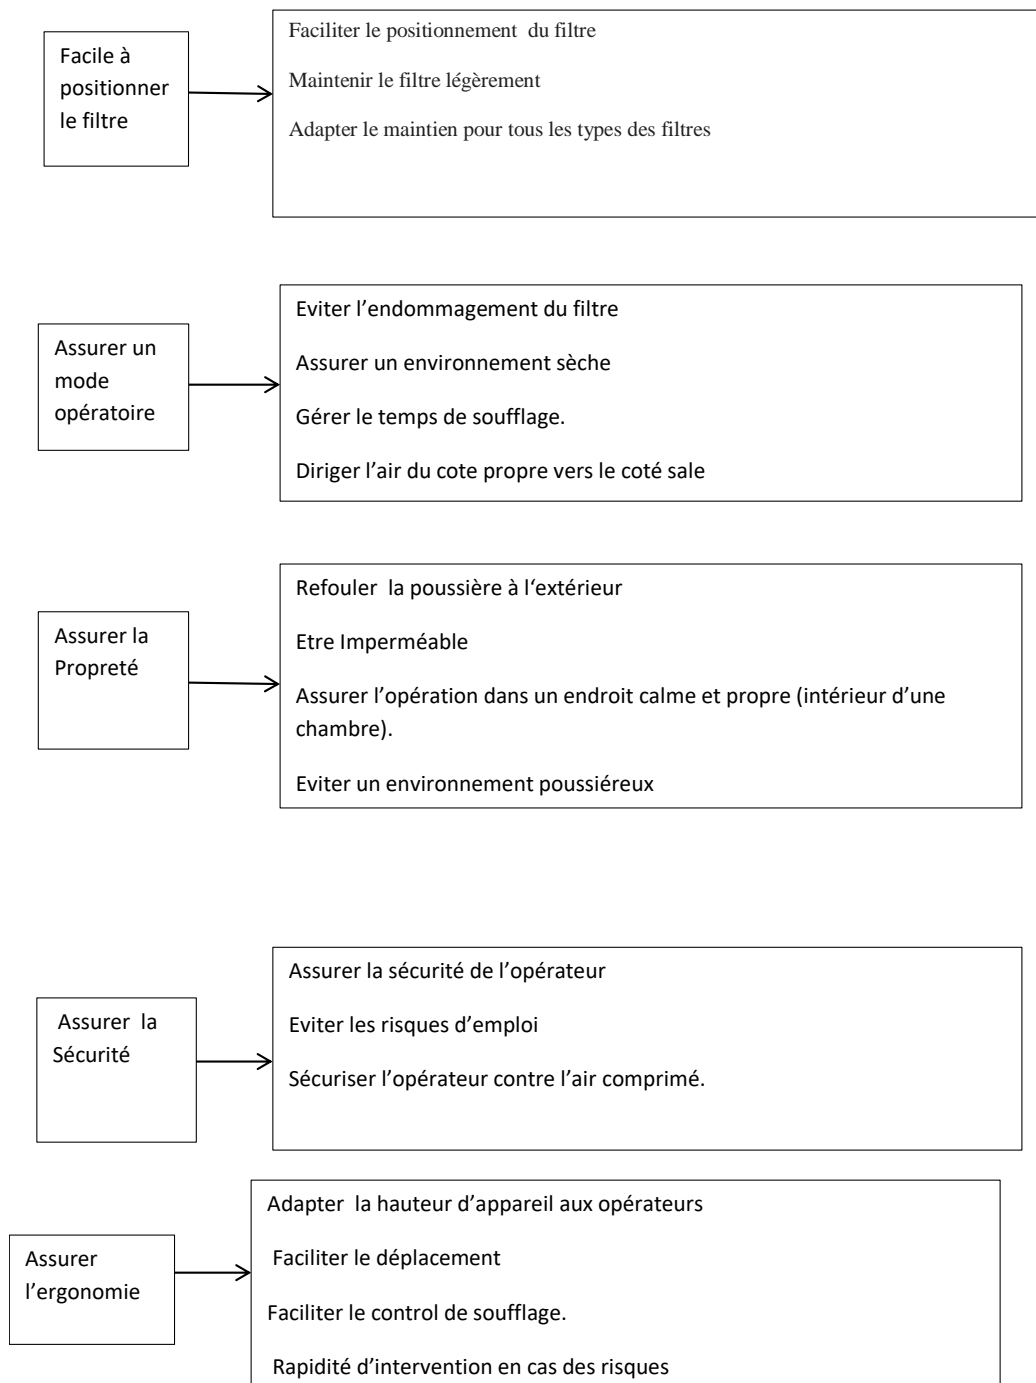 Facile à
positionner
le filtre
Faciliter le positionnement  du filtre
Maintenir le filtre légèrement
Adapter le maintien pour tous les types des filtres
Assurer un
mode
opératoire
Eviter l’endommagement du filtre
Assurer un environnement sèche
Gérer le temps de soufflage.
Diriger l’air du cote propre vers le coté sale
Assurer la
Propreté
Refouler  la poussière à l‘extérieur
Etre Imperméable
Assurer l’opération dans un endroit calme et propre (intérieur d’une
chambre).
Eviter un environnement poussiéreux
Assurer  la
Sécurité
Assurer la sécurité de l’opérateur
Eviter les risques d’emploi
Sécuriser l’opérateur contre l’air comprimé.
Assurer
l’ergonomie
Adapter  la hauteur d’appareil aux opérateurs
Faciliter le déplacement
Faciliter le control de soufflage.
Rapidité d’intervention en cas des risques